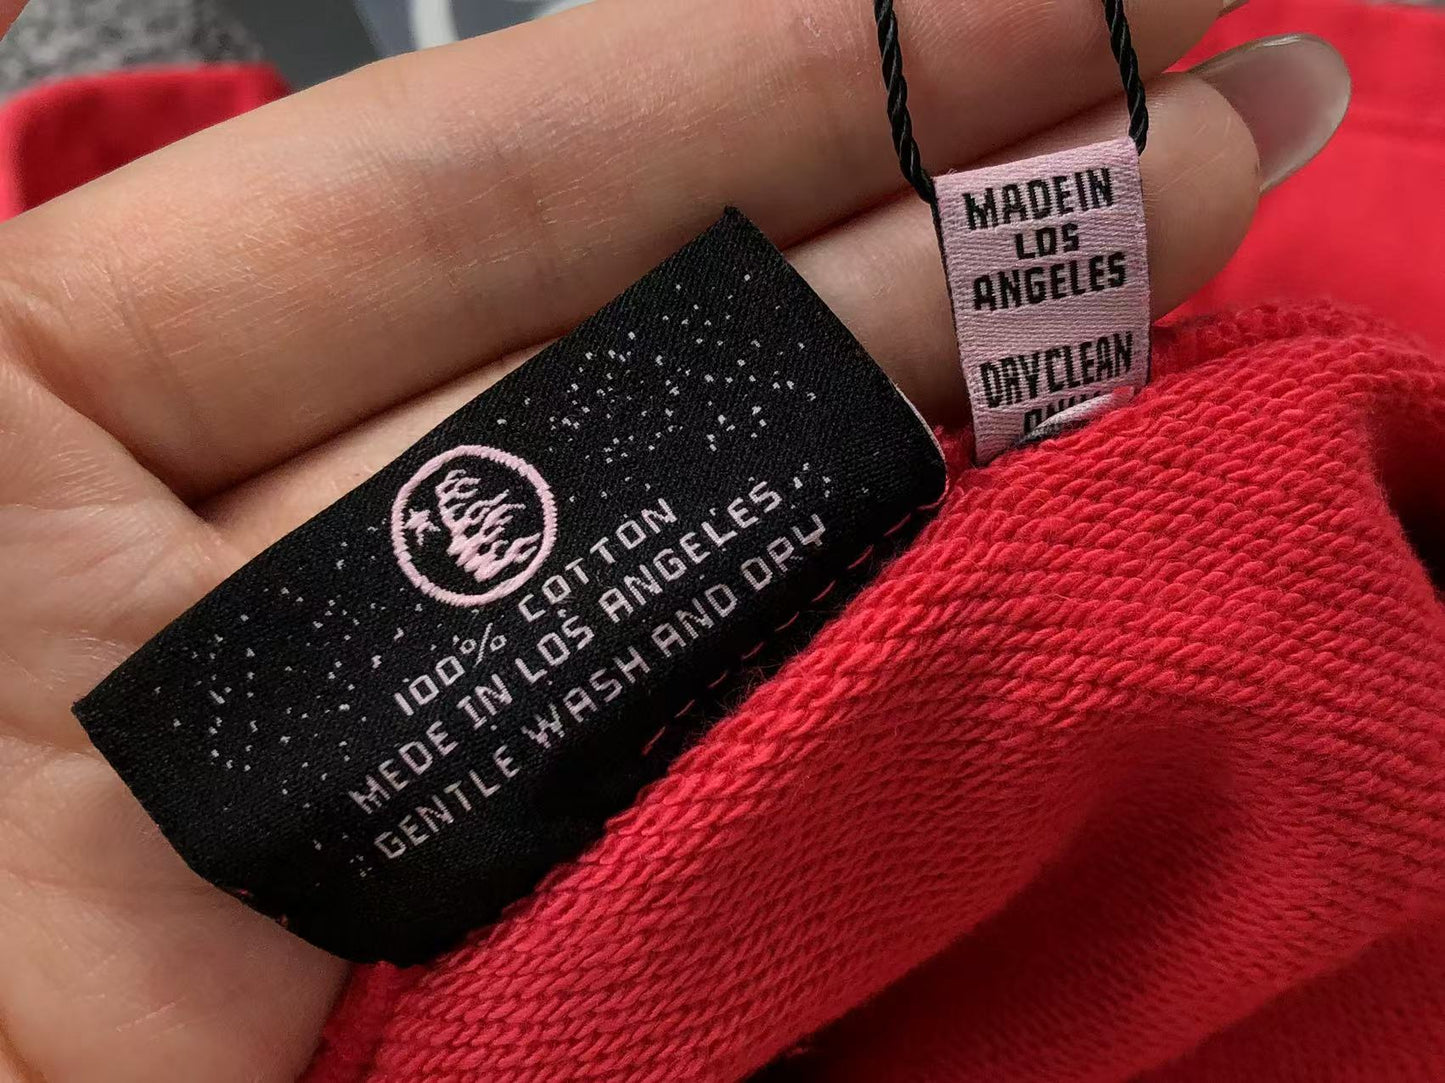 100% COTTON
MEDE IN LOS ANGELES
GENTLE WASH AND DRY
MADEIN
LOS
ANGELES
DRYCLEAN